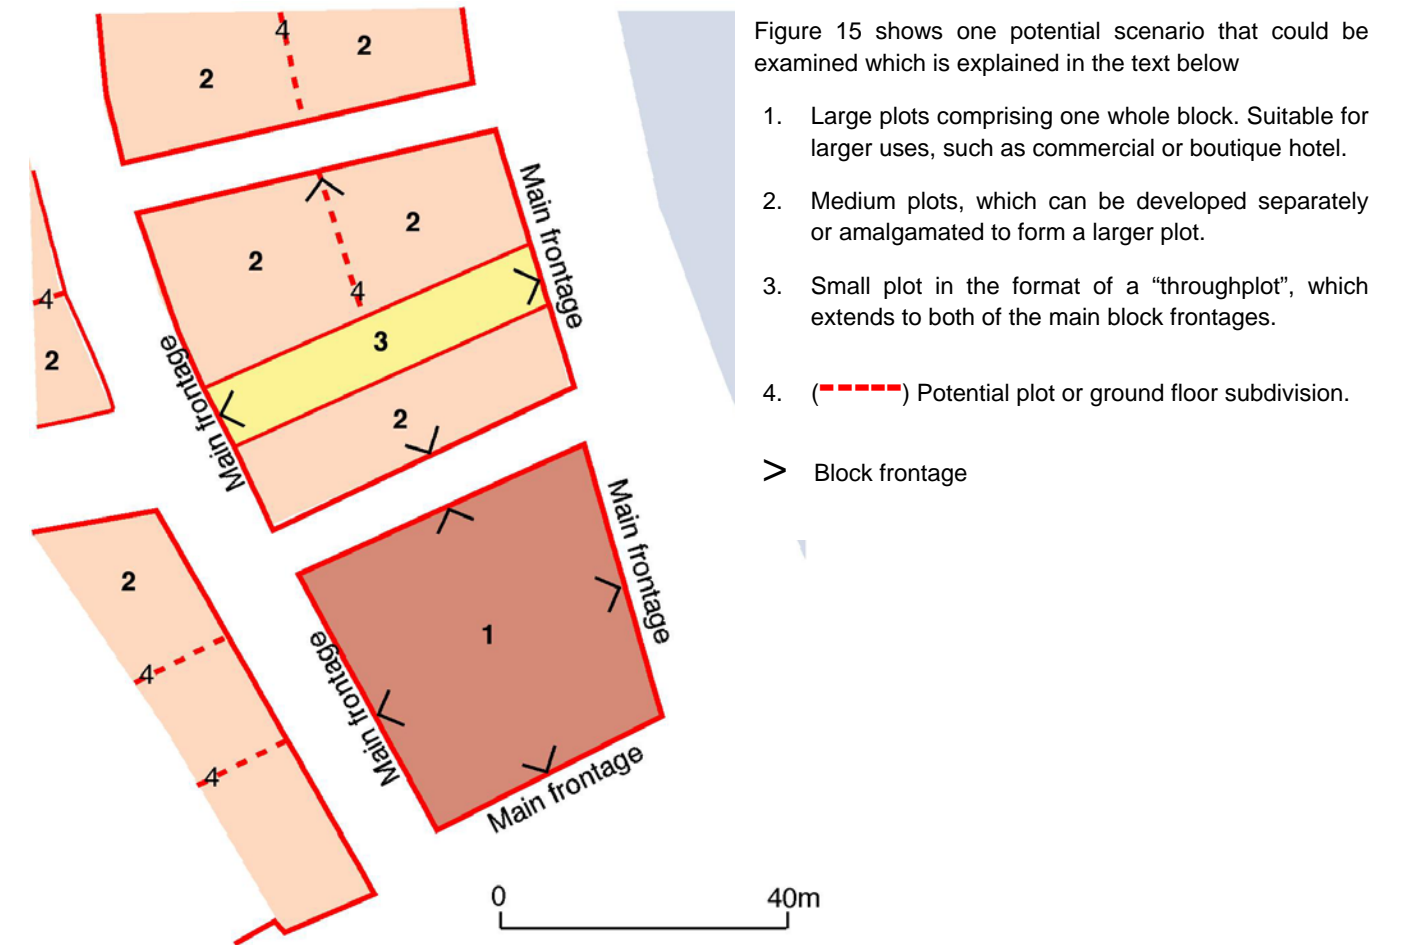 4
2
2
2
2
4
Main frontage
3
Main frontage
2
4
2
2
4
4
1
Main frontage
Main frontage
Main frontage
0
40m
Figure 15 shows one potential scenario that could be
examined which is explained in the text below
1. Large plots comprising one whole block. Suitable for
larger uses, such as commercial or boutique hotel.
2. Medium plots, which can be developed separately
or amalgamated to form a larger plot.
3. Small plot in the format of a “throughplot”, which
extends to both of the main block frontages.
4. (-----) Potential plot or ground floor subdivision.
> Block frontage